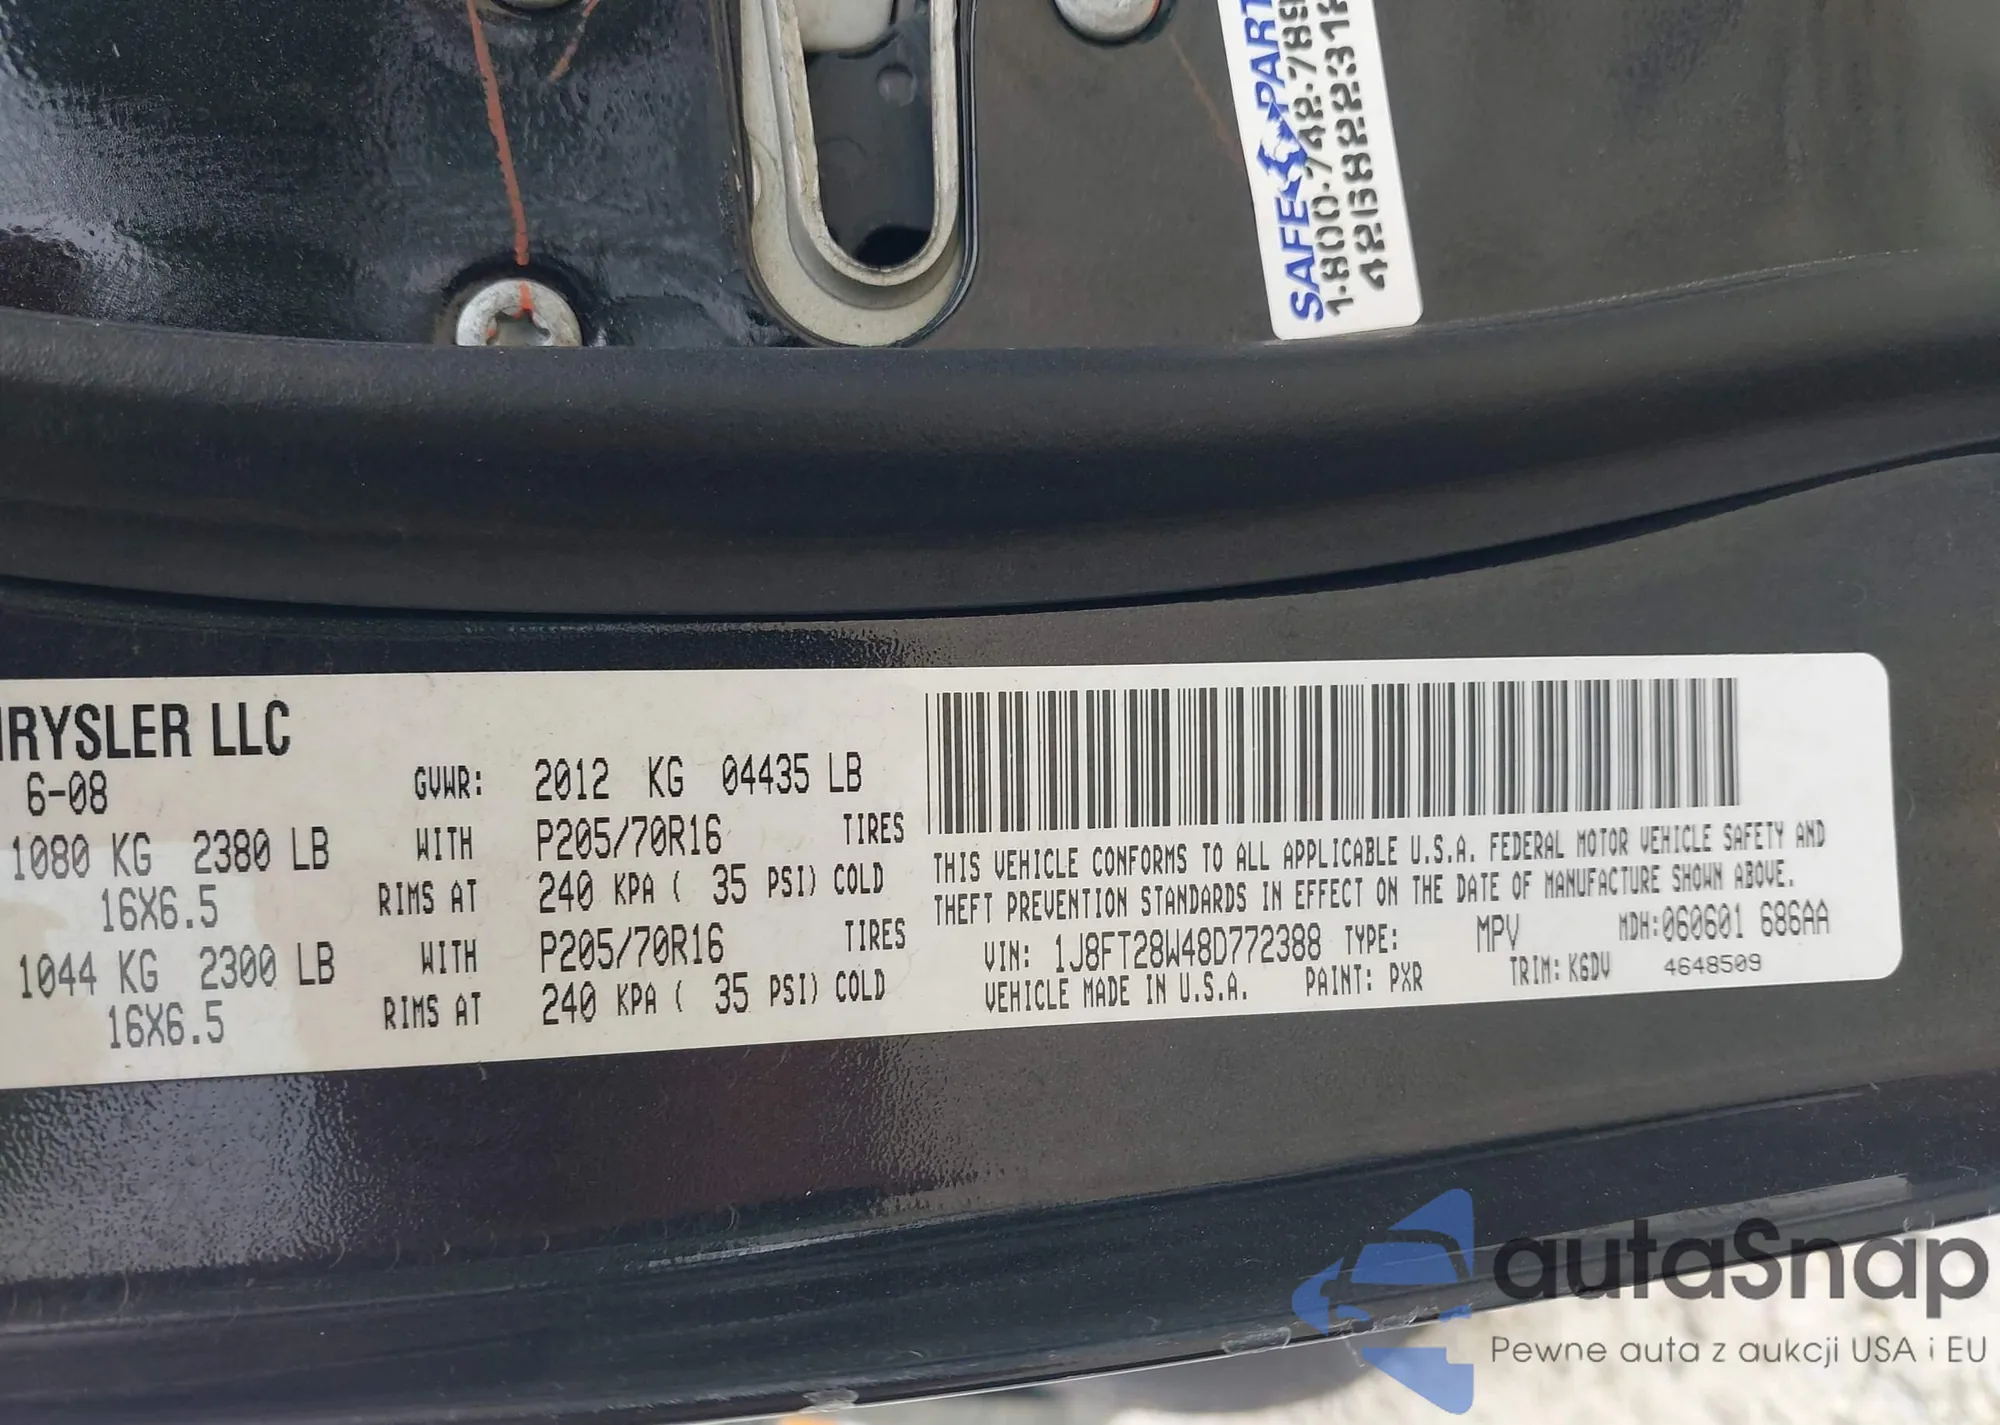 SAFE PART
1-800-742-789
426822231
HRYSLER LLC
6-08
GVWR: 2012 KG 04435 LB
1080 KG 2380 LB WITH P205/70R16 TIRES
16X6.5 RIMS AT 240 KPA ( 35 PSI) COLD
1044 KG 2300 LB WITH P205/70R16 TIRES
16X6.5 RIMS AT 240 KPA ( 35 PSI) COLD
THIS VEHICLE CONFORMS TO ALL APPLICABLE U.S.A. FEDERAL MOTOR VEHICLE SAFETY AND
THEFT PREVENTION STANDARDS IN EFFECT ON THE DATE OF MANUFACTURE SHOWN ABOVE.
VIN: 1J8FT28W48D772388 TYPE: MPV MDH:060601 686AA
VEHICLE MADE IN U.S.A. PAINT: PXR TRIM: K6DV 4648509
autaSnap
Pewne auta z aukcji USA i EU